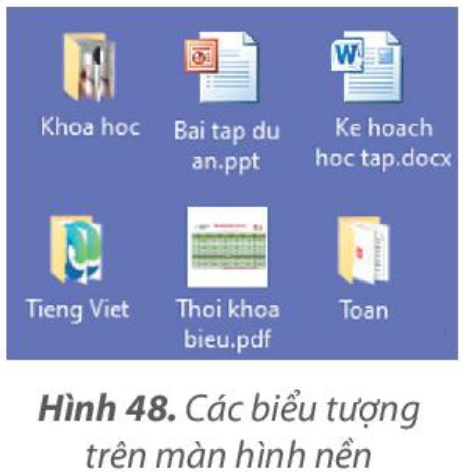 Khoa hoc
Bai tap du
an.ppt
Ke hoach
hoc tap.docx
Tieng Viet
Thoi khoa
bieu.pdf
Toan
Hình 48. Các biểu tượng
trên màn hình nền